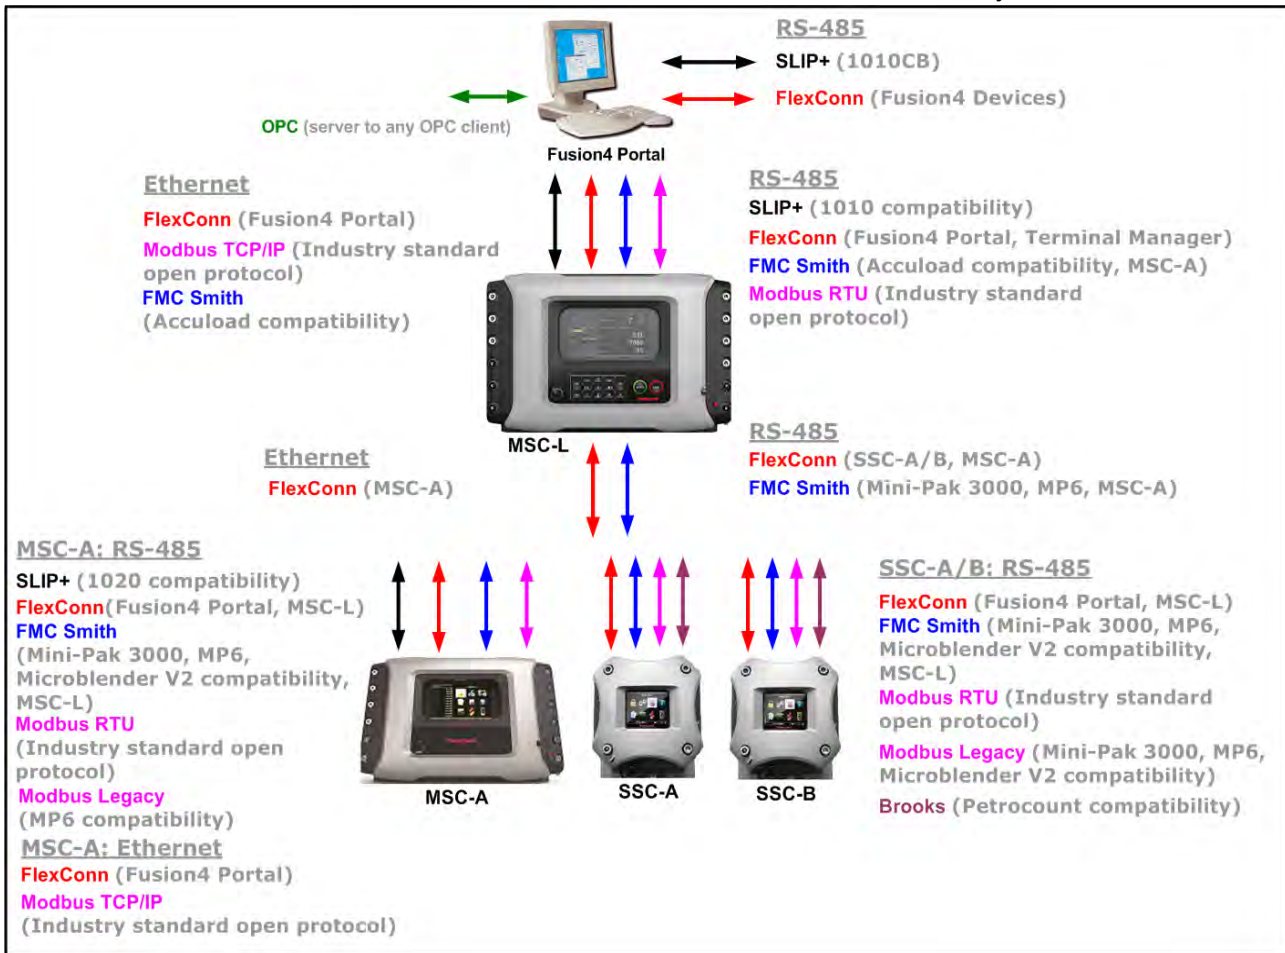 RS-485
SLIP+ (1010CB)
FlexConn (Fusion4 Devices)
OPC (server to any OPC client)
Fusion4 Portal
Ethernet
FlexConn (Fusion4 Portal)
Modbus TCP/IP (Industry standard
open protocol)
FMC Smith
(Accuload compatibility)
RS-485
SLIP+ (1010 compatibility)
FlexConn (Fusion4 Portal, Terminal Manager)
FMC Smith (Accuload compatibility, MSC-A)
Modbus RTU (Industry standard
open protocol)
MSC-L
Ethernet
FlexConn (MSC-A)
RS-485
FlexConn (SSC-A/B, MSC-A)
FMC Smith (Mini-Pak 3000, MP6, MSC-A)
MSC-A: RS-485
SLIP+ (1020 compatibility)
FlexConn(Fusion4 Portal, MSC-L)
FMC Smith
(Mini-Pak 3000, MP6,
Microblender V2 compatibility,
MSC-L)
Modbus RTU
(Industry standard open
protocol)
Modbus Legacy
(MP6 compatibility)
MSC-A: Ethernet
FlexConn (Fusion4 Portal)
Modbus TCP/IP
(Industry standard open protocol)
MSC-A
SSC-A
SSC-B
SSC-A/B: RS-485
FlexConn (Fusion4 Portal, MSC-L)
FMC Smith (Mini-Pak 3000, MP6,
Microblender V2 compatibility,
MSC-L)
Modbus RTU (Industry standard
open protocol)
Modbus Legacy (Mini-Pak 3000, MP6,
Microblender V2 compatibility)
Brooks (Petrocount compatibility)